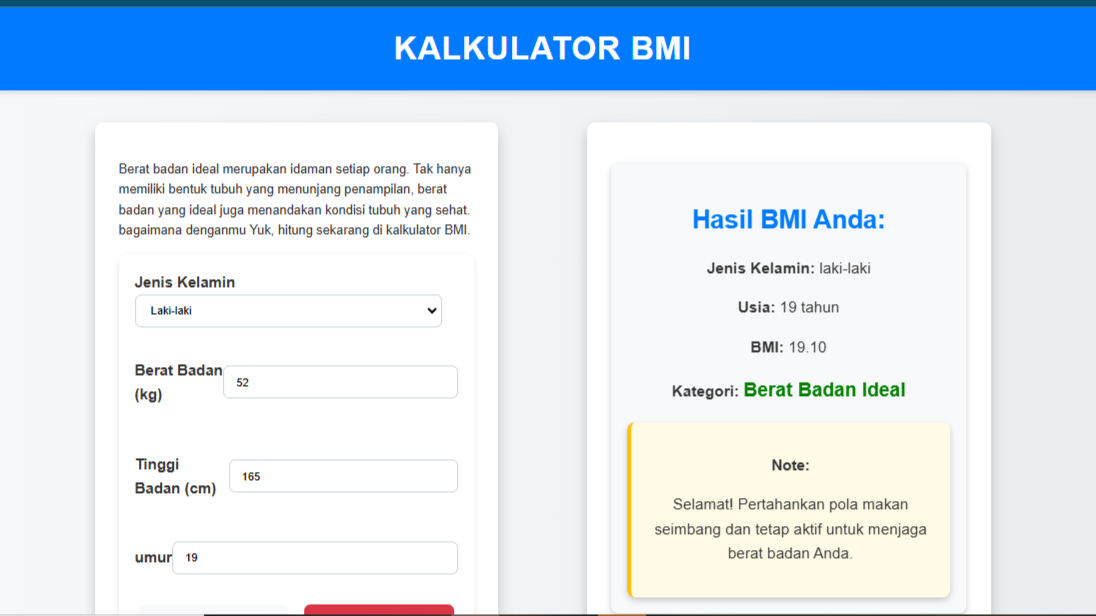 KALKULATOR BMI
Berat badan ideal merupakan idaman setiap orang. Tak hanya
memiliki bentuk tubuh yang menunjang penampilan, berat
badan yang ideal juga menandakan kondisi tubuh yang sehat.
bagaimana denganmu Yuk, hitung sekarang di kalkulator BMI.
Jenis Kelamin
Laki-laki
Berat Badan
(kg)
52
Tinggi
Badan (cm)
165
umur
19
Hasil BMI Anda:
Jenis Kelamin: laki-laki
Usia: 19 tahun
BMI: 19.10
Kategori: Berat Badan Ideal
Note:
Selamat! Pertahankan pola makan
seimbang dan tetap aktif untuk menjaga
berat badan Anda.